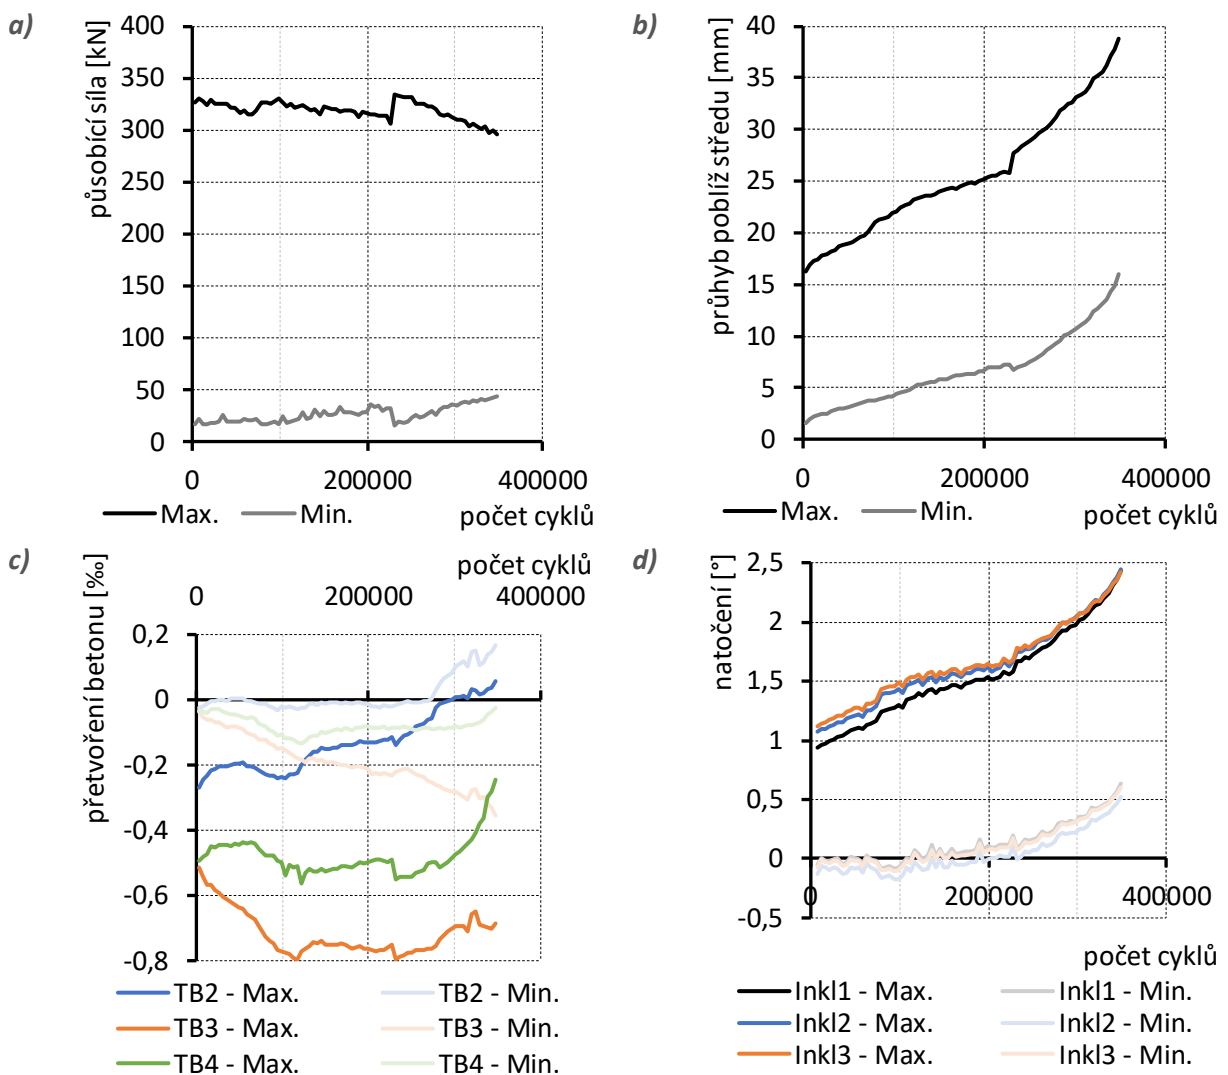 a)
působící síla [kN]
400
350
300
250
200
150
100
50
0
0 200000 400000
Max. Min. počet cyklů
b)
průhyb poblíž středu [mm]
40
35
30
25
20
15
10
5
0
0 200000 400000
Max. Min. počet cyklů
c)
přetvoření betonu [‰]
počet cyklů
0 200000 400000
0,2
0
-0,2
-0,4
-0,6
-0,8
TB2 - Max. TB2 - Min.
TB3 - Max. TB3 - Min.
TB4 - Max. TB4 - Min.
d)
natočení [°]
2,5
2
1,5
1
0,5
0
-0,5
0 200000 400000
počet cyklů
Inkl1 - Max. Inkl1 - Min.
Inkl2 - Max. Inkl2 - Min.
Inkl3 - Max. Inkl3 - Min.